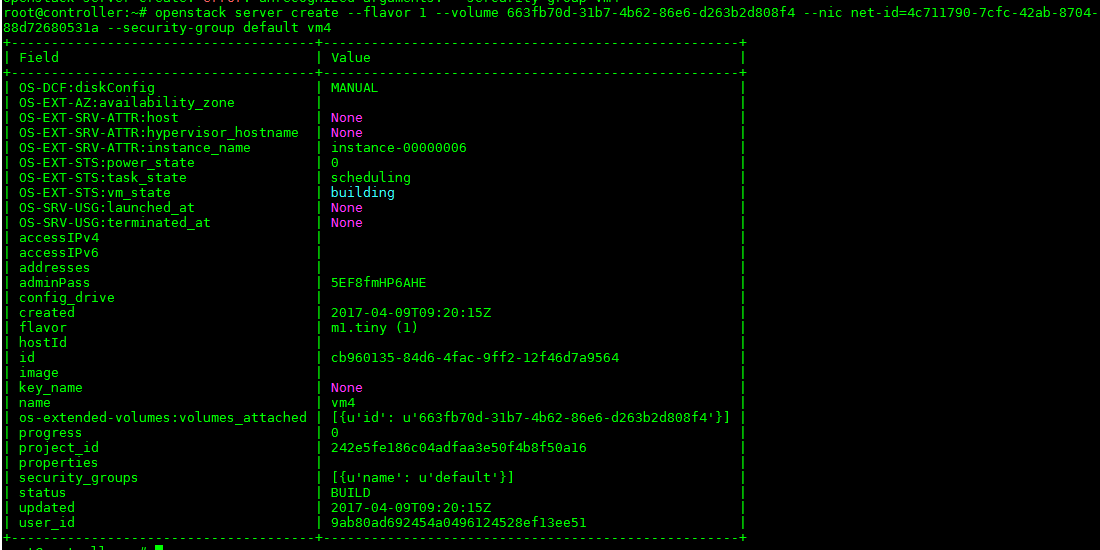 root@controller:~# openstack server create --flavor 1 --volume 663fb70d-31b7-4b62-86e6-d263b2d808f4 --nic net-id=4c711790-7cfc-42ab-8704-
88d72680531a --security-group default vm4
+--------------------------------------+----------------------------------------------------+
| Field | Value |
+--------------------------------------+----------------------------------------------------+
| OS-DCF:diskConfig | MANUAL |
| OS-EXT-AZ:availability_zone | |
| OS-EXT-SRV-ATTR:host | None |
| OS-EXT-SRV-ATTR:hypervisor_hostname | None |
| OS-EXT-SRV-ATTR:instance_name | instance-00000006 |
| OS-EXT-STS:power_state | 0 |
| OS-EXT-STS:task_state | scheduling |
| OS-EXT-STS:vm_state | building |
| OS-SRV-USG:launched_at | None |
| OS-SRV-USG:terminated_at | None |
| accessIPv4 | |
| accessIPv6 | |
| addresses | |
| adminPass | 5EF8fmHP6AHE |
| config_drive | |
| created | 2017-04-09T09:20:15Z |
| flavor | m1.tiny (1) |
| hostId | |
| id | cb960135-84d6-4fac-9ff2-12f46d7a9564 |
| image | |
| key_name | None |
| name | vm4 |
| os-extended-volumes:volumes_attached | [{u'id': u'663fb70d-31b7-4b62-86e6-d263b2d808f4'}] |
| progress | 0 |
| project_id | 242e5fe186c04adfaa3e50f4b8f50a16 |
| properties | |
| security_groups | [{u'name': u'default'}] |
| status | BUILD |
| updated | 2017-04-09T09:20:15Z |
| user_id | 9ab80ad692454a0496124528ef13ee51 |
+--------------------------------------+----------------------------------------------------+